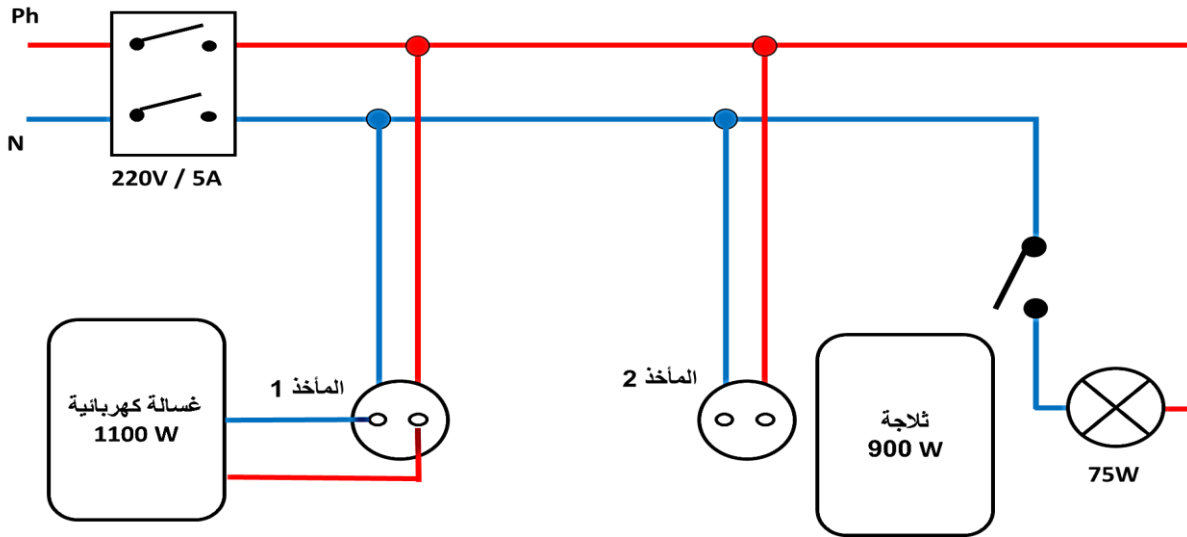 Ph
N
220V / 5A
المأخذ 1
غسالة كهربائية
1100 W
المأخذ 2
ثلاجة
900 W
75W